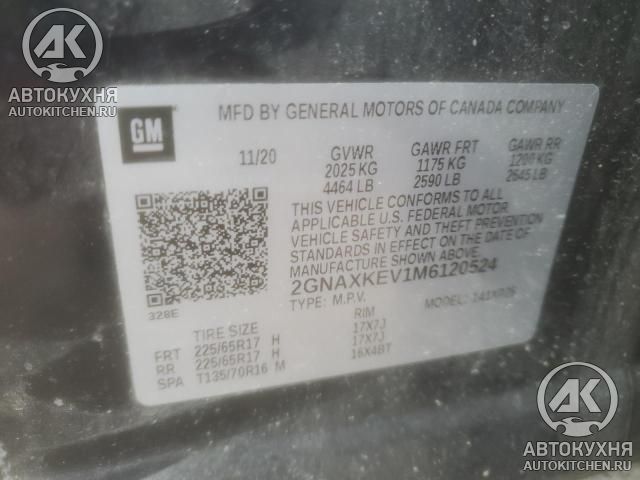 AK
АВТОКУХНЯ
AUTOKITCHEN.RU
GM
MFD BY GENERAL MOTORS OF CANADA COMPANY
11/20 GVWR GAWR FRT GAWR RR
2025 KG 1175 KG 1200 KG
4464 LB 2590 LB 2645 LB
THIS VEHICLE CONFORMS TO ALL
APPLICABLE U.S. FEDERAL MOTOR
VEHICLE SAFETY AND THEFT PREVENTION
STANDARDS IN EFFECT ON THE DATE OF
MANUFACTURE SHOWN ABOVE.
2GNAXKEV1M6120524
TYPE: M.P.V. MODEL:
328E
TIRE SIZE RIM
FRT 225/65R17 H 17X7J
RR 225/65R17 H 17X7J
SPA T135/70R16 M 16X4BT
AK
АВТОКУХНЯ
AUTOKITCHEN.RU